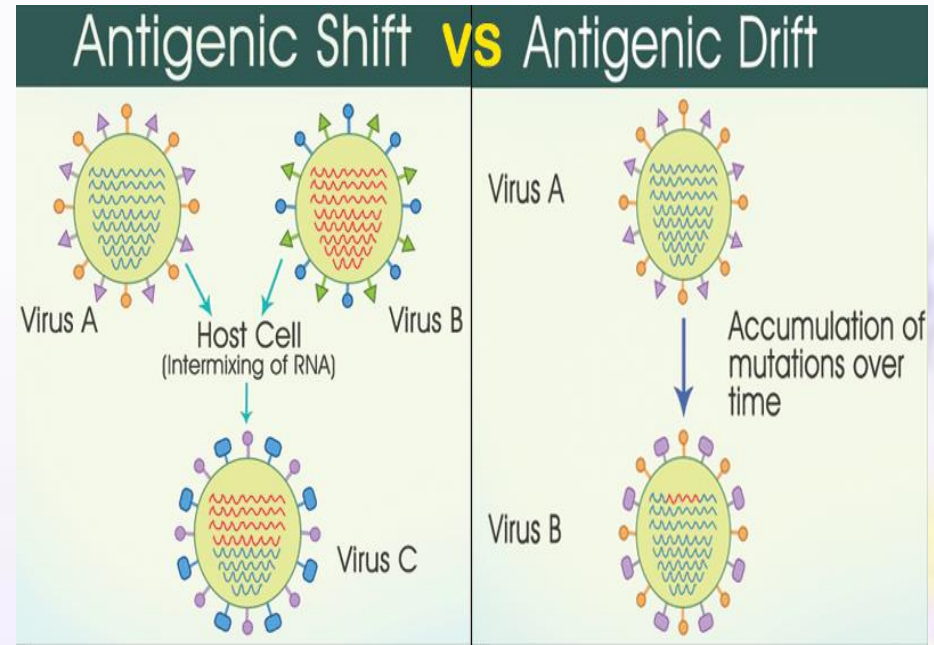 Antigenic Shift VS Antigenic Drift
Virus A
Virus B
Host Cell
(Intermixing of RNA)
Virus C
Virus A
Accumulation of
mutations over
time
Virus B